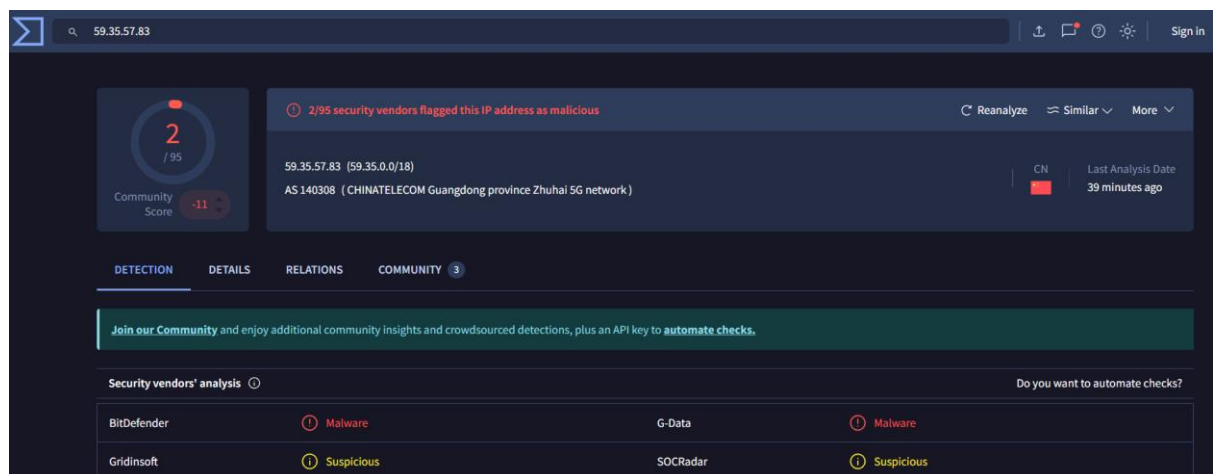 59.35.57.83
Sign in
2
/ 95
Community
Score
-11
2/95 security vendors flagged this IP address as malicious
Reanalyze
Similar
More
59.35.57.83 (59.35.0.0/18)
AS 140308 ( CHINATELECOM Guangdong province Zhuhai 5G network )
CN
Last Analysis Date
39 minutes ago
DETECTION
DETAILS
RELATIONS
COMMUNITY 3
Join our Community and enjoy additional community insights and crowdsourced detections, plus an API key to automate checks.
Security vendors' analysis
Do you want to automate checks?
BitDefender Malware G-Data Malware
Gridinsoft Suspicious SOCRadar Suspicious